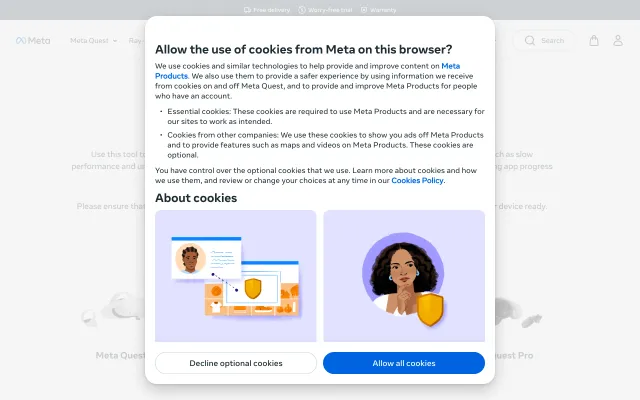 Free delivery Worry-free trial Warranty
Meta Meta Quest Ray- Search
Allow the use of cookies from Meta on this browser?
We use cookies and similar technologies to help provide and improve content on Meta
Products. We also use them to provide a safer experience by using information we receive
from cookies on and off Meta Quest, and to provide and improve Meta Products for people
who have an account.
• Essential cookies: These cookies are required to use Meta Products and are necessary for
our sites to work as intended.
• Cookies from other companies: We use these cookies to show you ads off Meta Products
and to provide features such as maps and videos on Meta Products. These cookies are
optional.
You have control over the optional cookies that we use. Learn more about cookies and how
we use them, and review or change your choices at any time in our Cookies Policy.
About cookies
Use this tool t such as slow
performance and u ng app progress
Please ensure tha device ready.
Meta Ques uest Pro
Decline optional cookies Allow all cookies